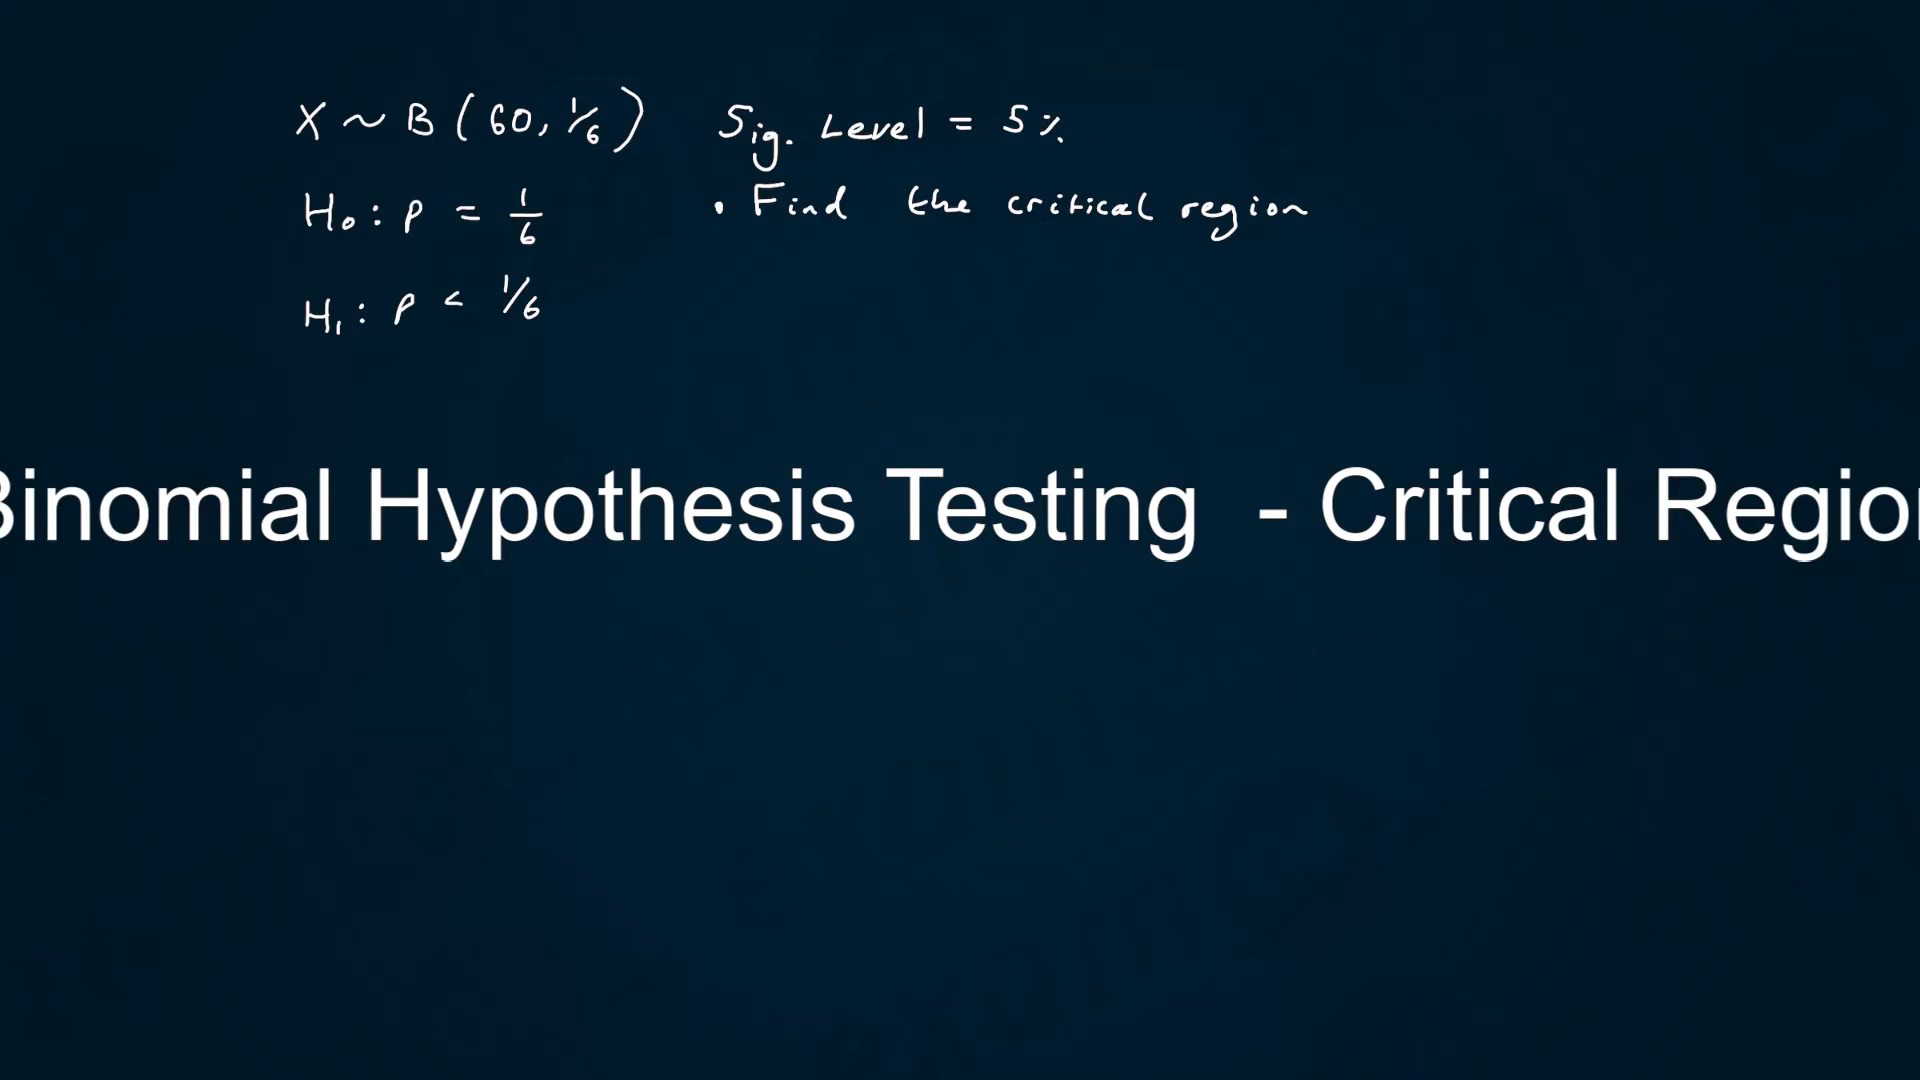 X ~ B (60, 1/6) Sig. Level = 5%
H₀ : p = 1/6 • Find the critical region
H₁ : p < 1/6
Binomial Hypothesis Testing - Critical Region